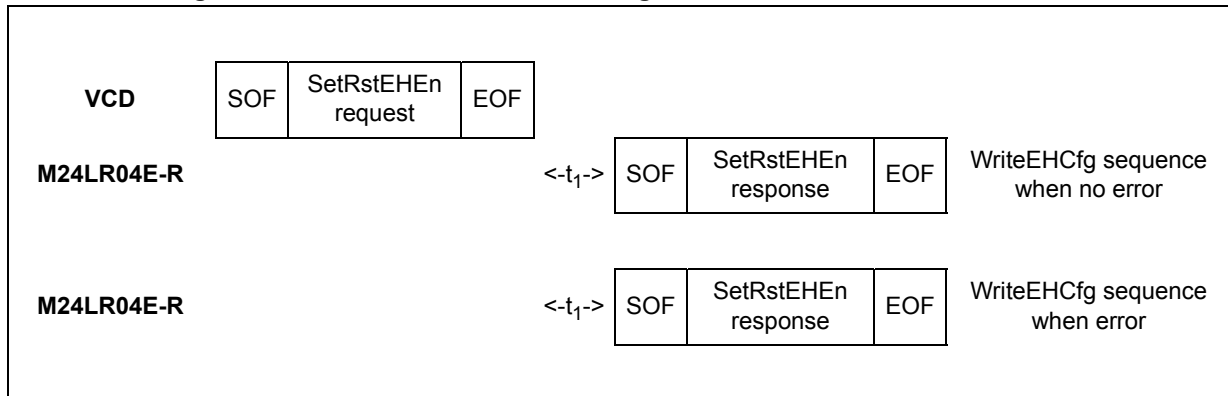 VCD SOF SetRstEHEn request EOF
M24LR04E-R <-t1-> SOF SetRstEHEn response EOF WriteEHCfg sequence when no error
M24LR04E-R <-t1-> SOF SetRstEHEn response EOF WriteEHCfg sequence when error